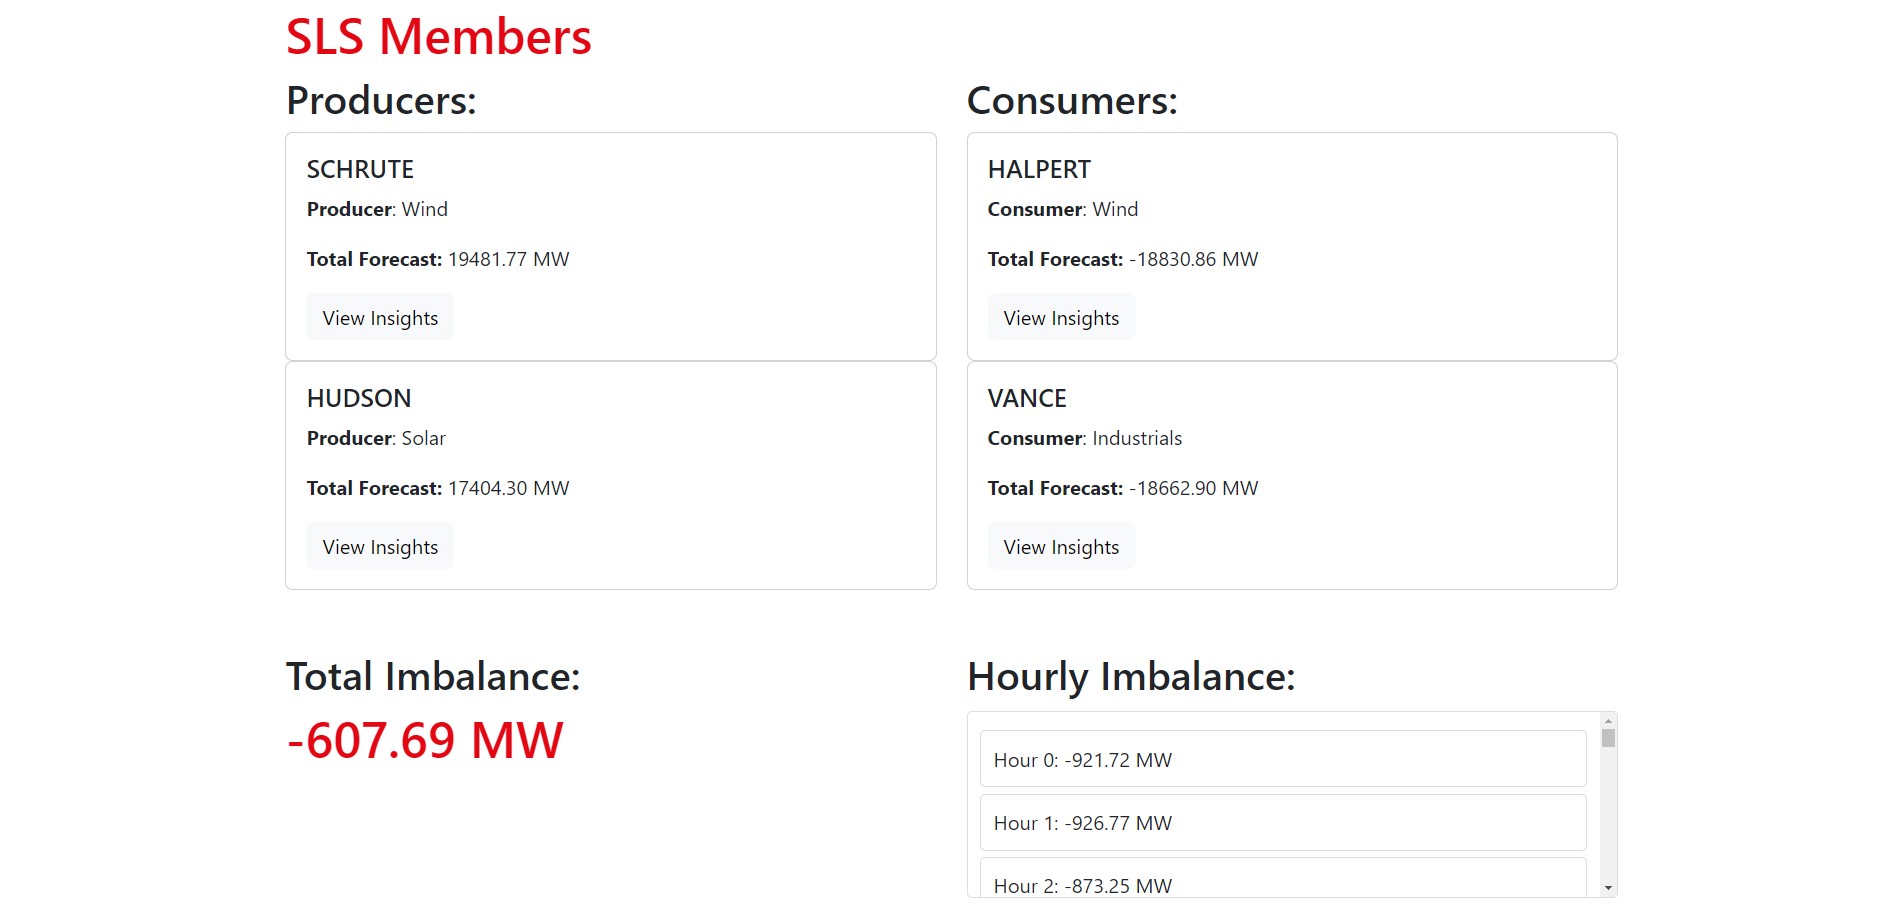 SLS Members
Producers:
SCHRUTE
Producer: Wind
Total Forecast: 19481.77 MW
View Insights
HUDSON
Producer: Solar
Total Forecast: 17404.30 MW
View Insights
Consumers:
HALPERT
Consumer: Wind
Total Forecast: -18830.86 MW
View Insights
VANCE
Consumer: Industrials
Total Forecast: -18662.90 MW
View Insights
Total Imbalance:
-607.69 MW
Hourly Imbalance:
Hour 0: -921.72 MW
Hour 1: -926.77 MW
Hour 2: -873.25 MW